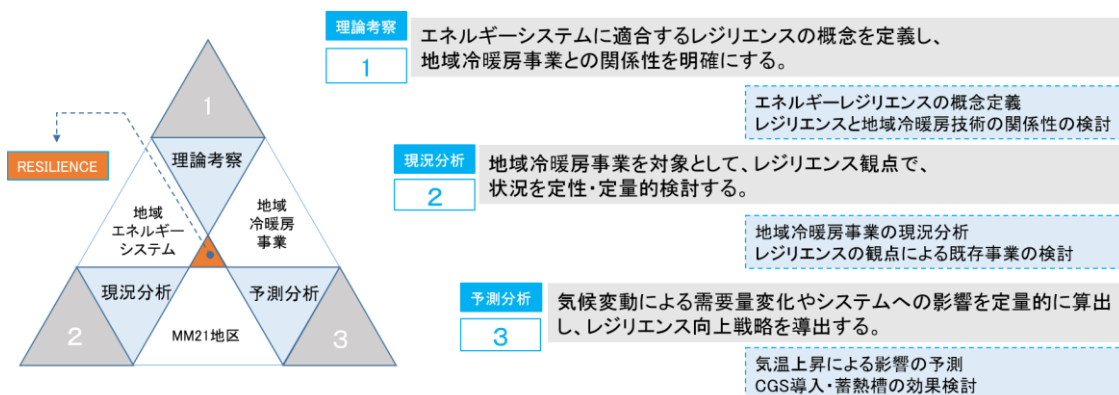 1
理論考察
RESILIENCE
地域
エネルギー
システム
地域
冷暖房
事業
現況分析
予測分析
2
MM21地区
3
理論考察
1
エネルギーシステムに適合するレジリエンスの概念を定義し、
地域冷暖房事業との関係性を明確にする。
エネルギーレジリエンスの概念定義
レジリエンスと地域冷暖房技術の関係性の検討
現況分析
2
地域冷暖房事業を対象として、レジリエンス観点で、
状況を定性・定量的検討する。
地域冷暖房事業の現況分析
レジリエンスの観点による既存事業の検討
予測分析
3
気候変動による需要量変化やシステムへの影響を定量的に算出
し、レジリエンス向上戦略を導出する。
気温上昇による影響の予測
CGS導入・蓄熱槽の効果検討